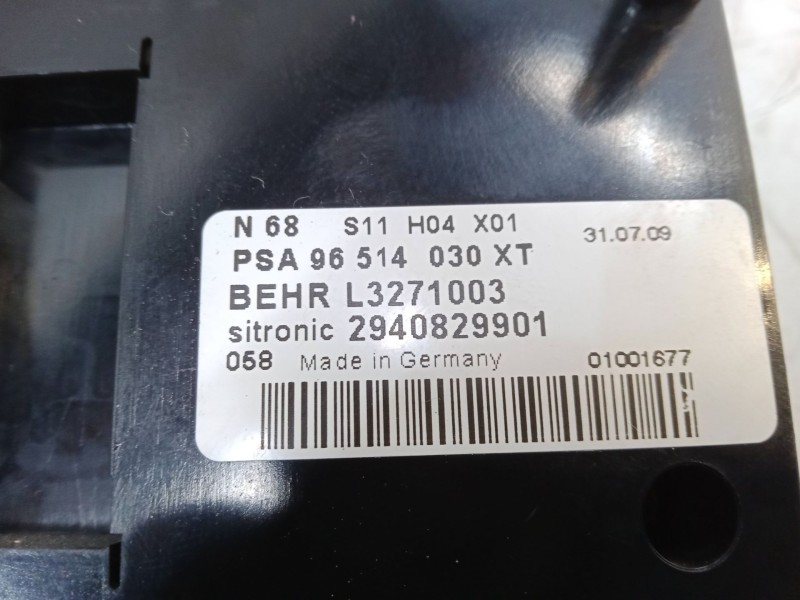 N 68 S11 H04 X01 31.07.09
PSA 96 514 030 XT
BEHR L3271003
sitronic 2940829901
058 Made in Germany 01001677